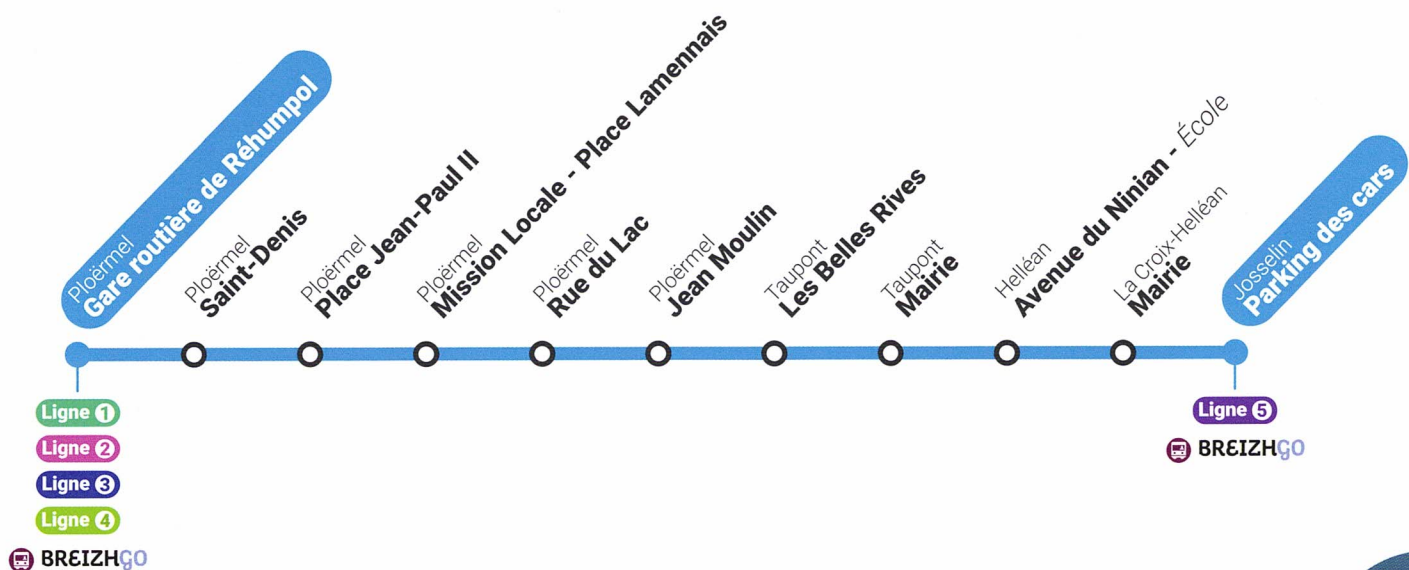 Ploërmel
Gare routière de Réhumpol
Ploërmel
Saint-Denis
Ploërmel
Place Jean-Paul II
Ploërmel
Mission Locale - Place Lamennais
Ploërmel
Rue du Lac
Ploërmel
Jean Moulin
Taupont
Les Belles Rives
Taupont
Mairie
Helléan
Avenue du Ninian - École
La Croix-Helléan
Mairie
Josselin
Parking des cars
Ligne 1
Ligne 2
Ligne 3
Ligne 4
BREIZHGO
Ligne 5
BREIZHGO